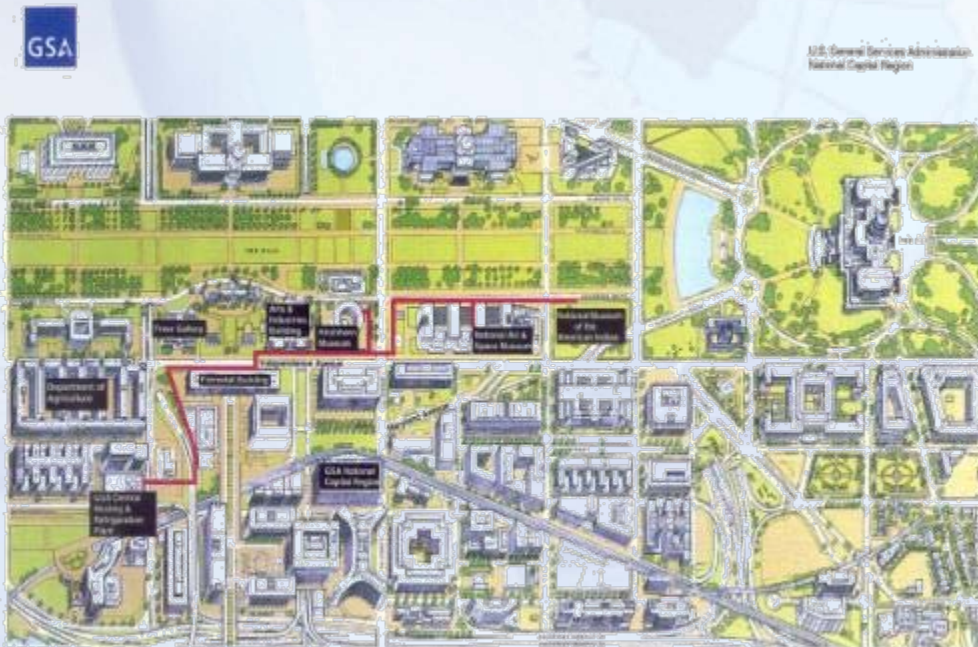 GSA
U.S. General Services Administration
National Capital Region
THE MALL
Freer Gallery
Arts &
Industries
Building
Hirshhorn
Museum
National Air &
Space Museum
National Museum
of the
American Indian
Department of
Agriculture
Forrestal Building
GSA National
Capital Region
GSA Central
Heating &
Refrigeration
Plant